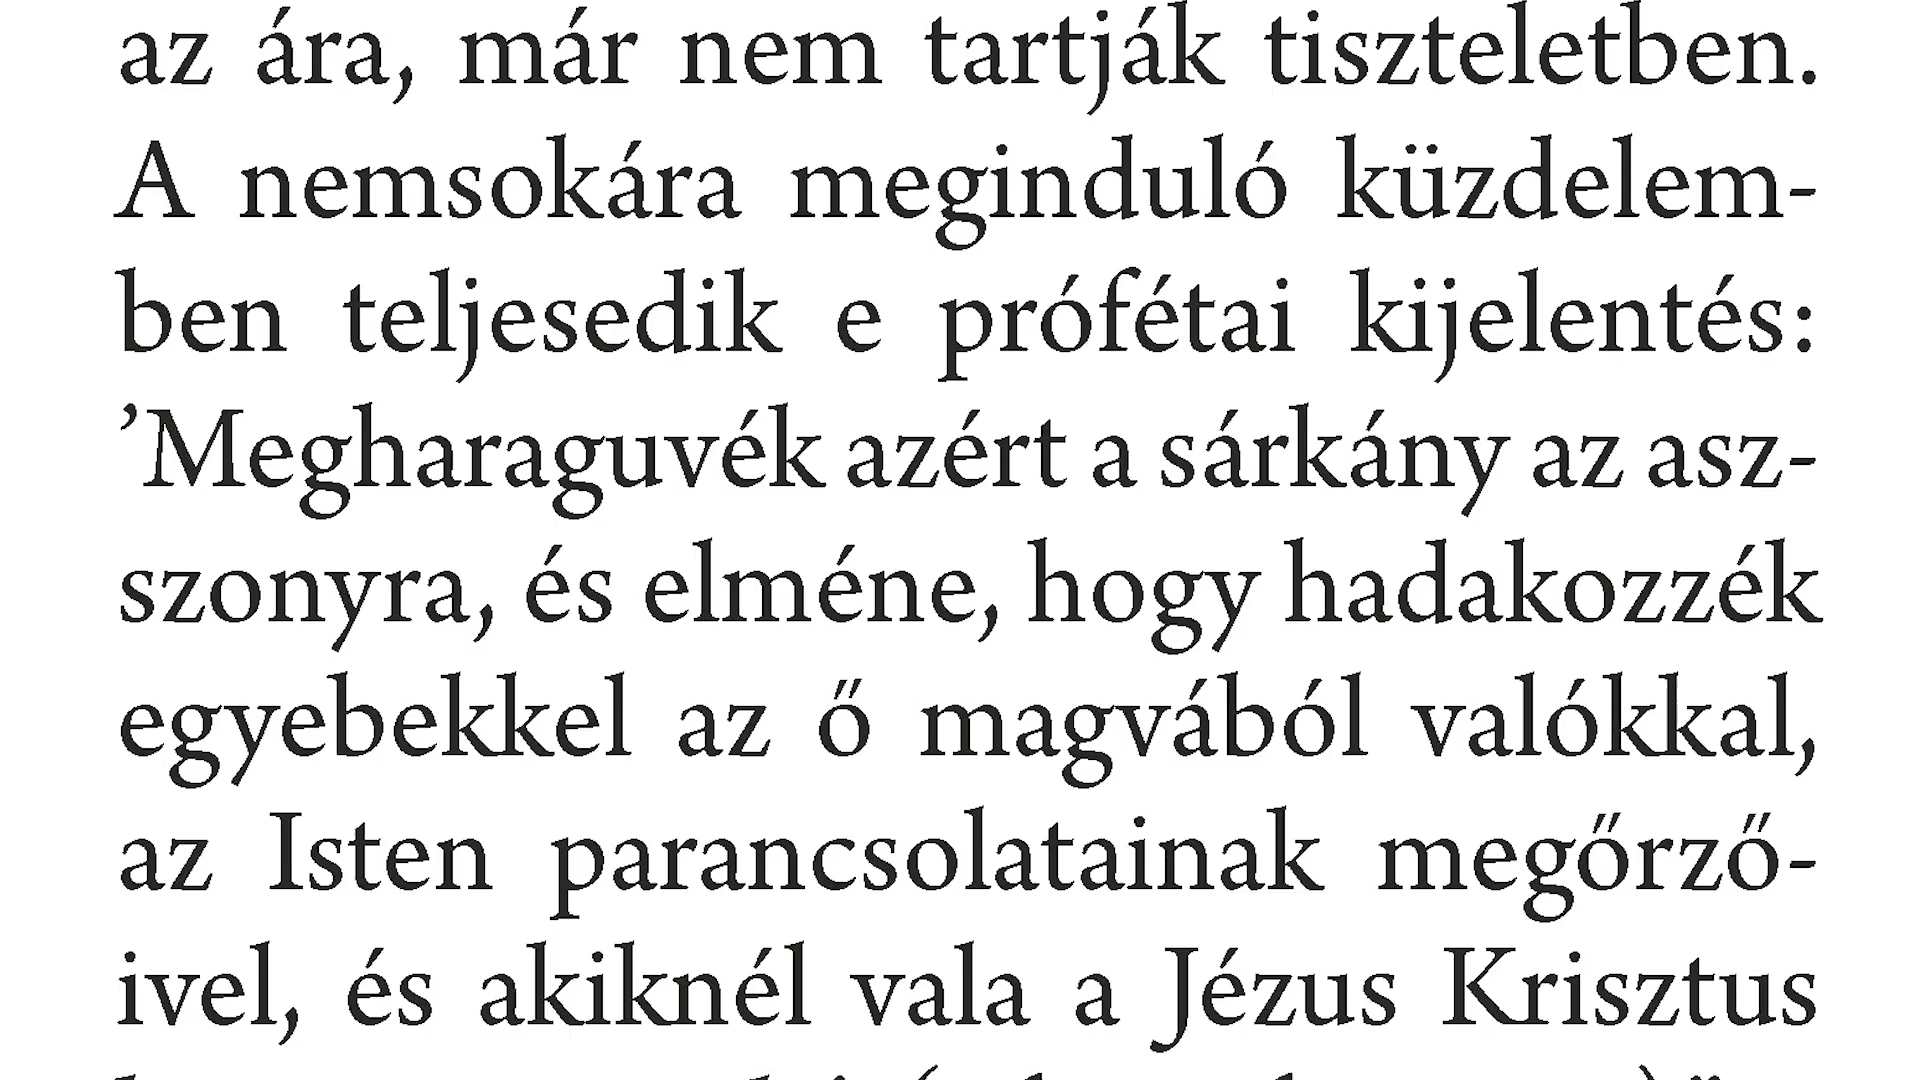 az ára, már nem tartják tiszteletben.
A nemsokára meginduló küzdelem-
ben teljesedik e prófétai kijelentés:
’Megharaguvék azért a sárkány az asz-
szonyra, és elméne, hogy hadakozzék
egyebekkel az ő magvából valókkal,
az Isten parancsolatainak megőrző-
ivel, és akiknél vala a Jézus Krisztus